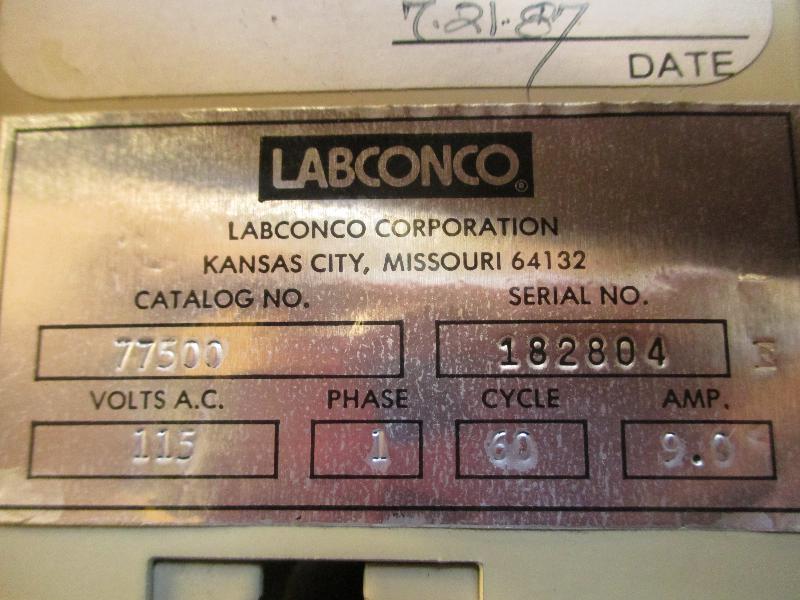 7-21-87
DATE
LABCONCO®
LABCONCO CORPORATION
KANSAS CITY, MISSOURI 64132
CATALOG NO. SERIAL NO.
77500 182804
VOLTS A.C. PHASE CYCLE AMP.
115 1 60 9.0